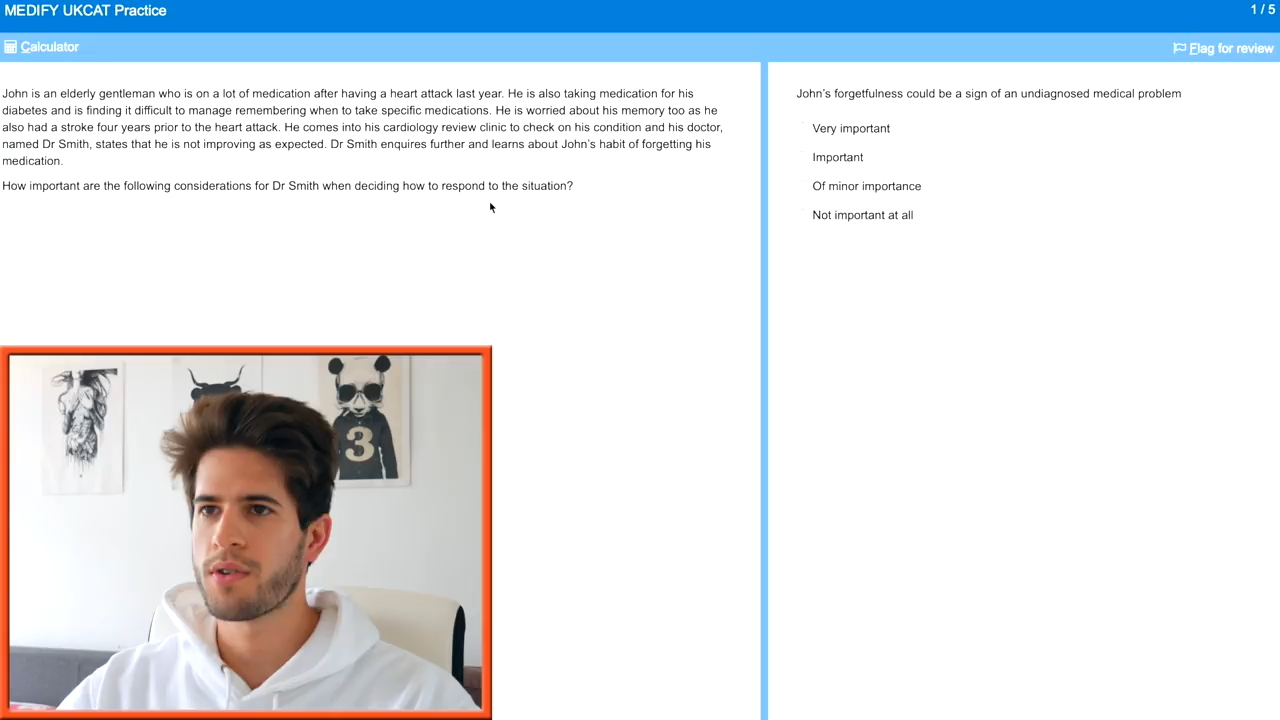 MEDIFY UKCAT Practice
1 / 5
Calculator
Flag for review
John is an elderly gentleman who is on a lot of medication after having a heart attack last year. He is also taking medication for his
diabetes and is finding it difficult to manage remembering when to take specific medications. He is worried about his memory too as he
also had a stroke four years prior to the heart attack. He comes into his cardiology review clinic to check on his condition and his doctor,
named Dr Smith, states that he is not improving as expected. Dr Smith enquires further and learns about John's habit of forgetting his
medication.
How important are the following considerations for Dr Smith when deciding how to respond to the situation?
John's forgetfulness could be a sign of an undiagnosed medical problem
Very important
Important
Of minor importance
Not important at all
3